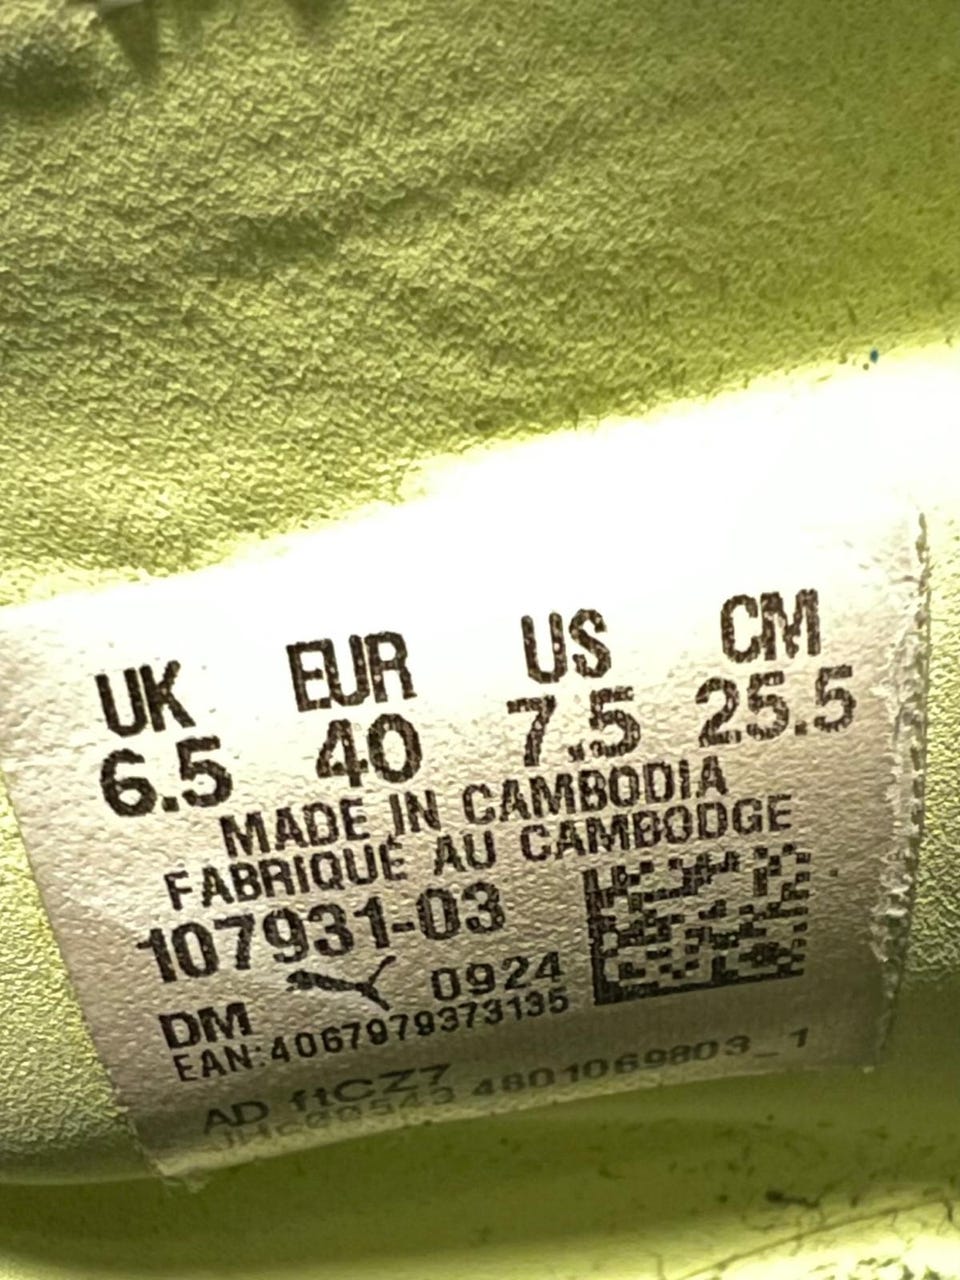 UK EUR US CM
6.5 40 7.5 25.5
MADE IN CAMBODIA
FABRIQUÉ AU CAMBODGE
107931-03
DM 0924
EAN:4067979373135
AD ftCZ7
4801069803_1